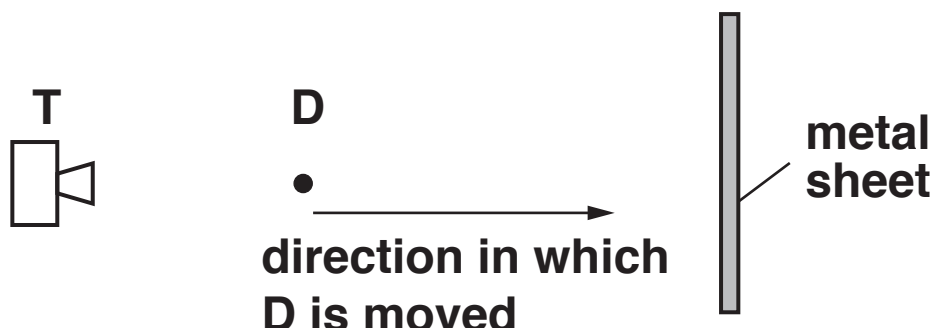 T
D
metal
sheet
direction in which
D is moved